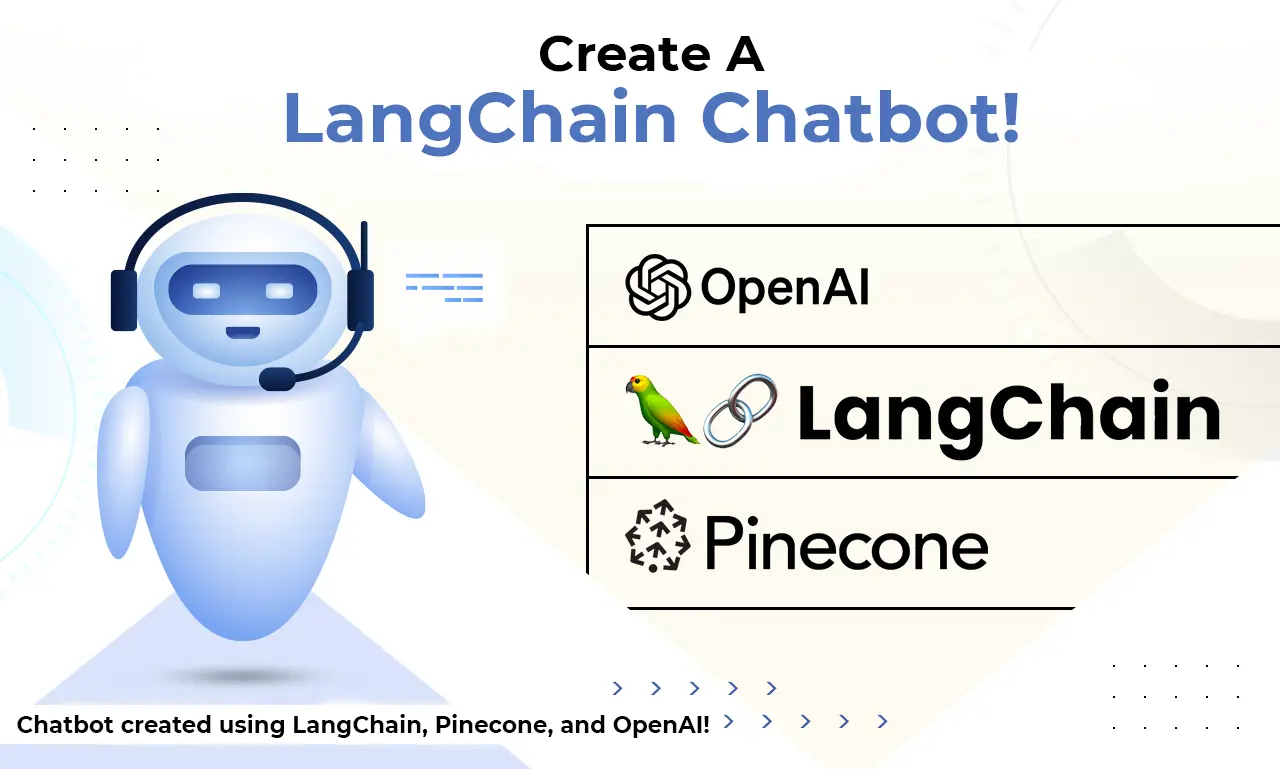 Create A
LangChain Chatbot!
OpenAI
LangChain
Pinecone
Chatbot created using LangChain, Pinecone, and OpenAI!